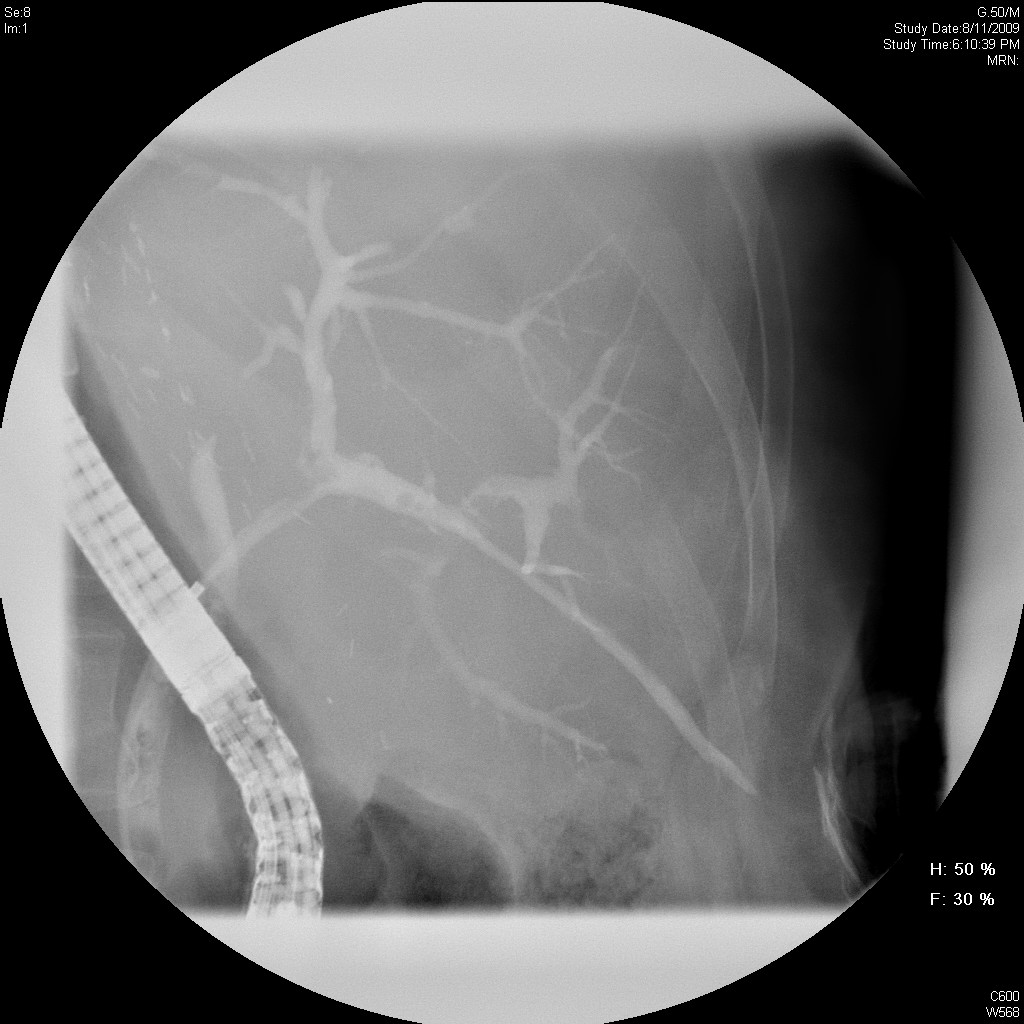 Se:8
Im:1
G.50/M
Study Date:8/11/2009
Study Time:6:10:39 PM
MRN:
H: 50 %
F: 30 %
C600
W568